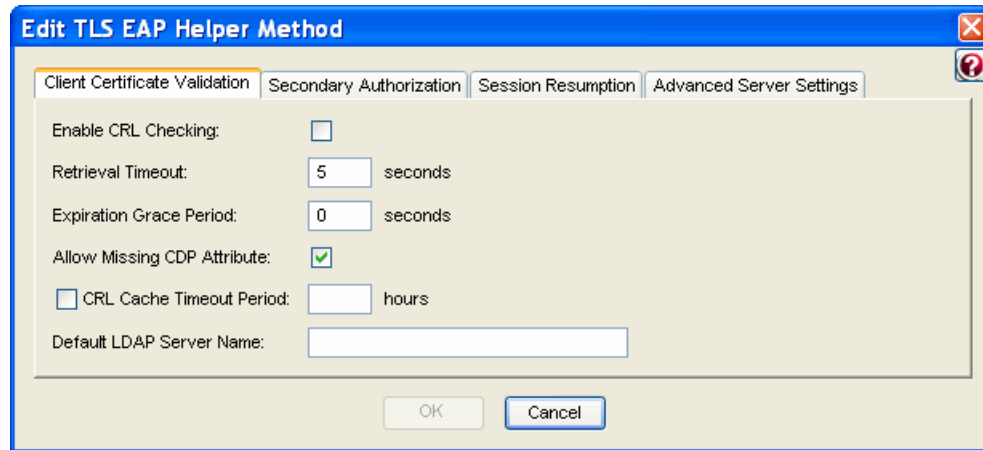 Edit TLS EAP Helper Method
Client Certificate Validation Secondary Authorization Session Resumption Advanced Server Settings
Enable CRL Checking:
Retrieval Timeout: 5 seconds
Expiration Grace Period: 0 seconds
Allow Missing CDP Attribute:
CRL Cache Timeout Period: hours
Default LDAP Server Name:
OK Cancel